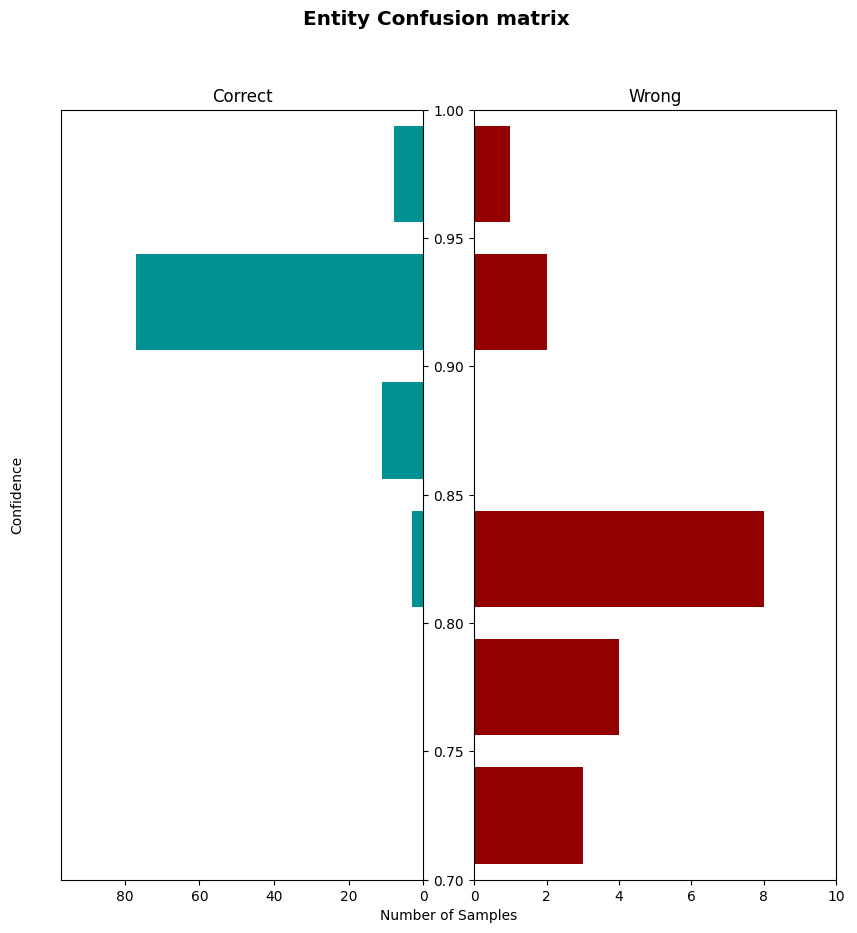 Entity Confusion matrix
Correct
Wrong
1.00
0.95
0.90
0.85
0.80
0.75
0.70
Confidence
80 60 40 20 0
0 2 4 6 8 10
Number of Samples